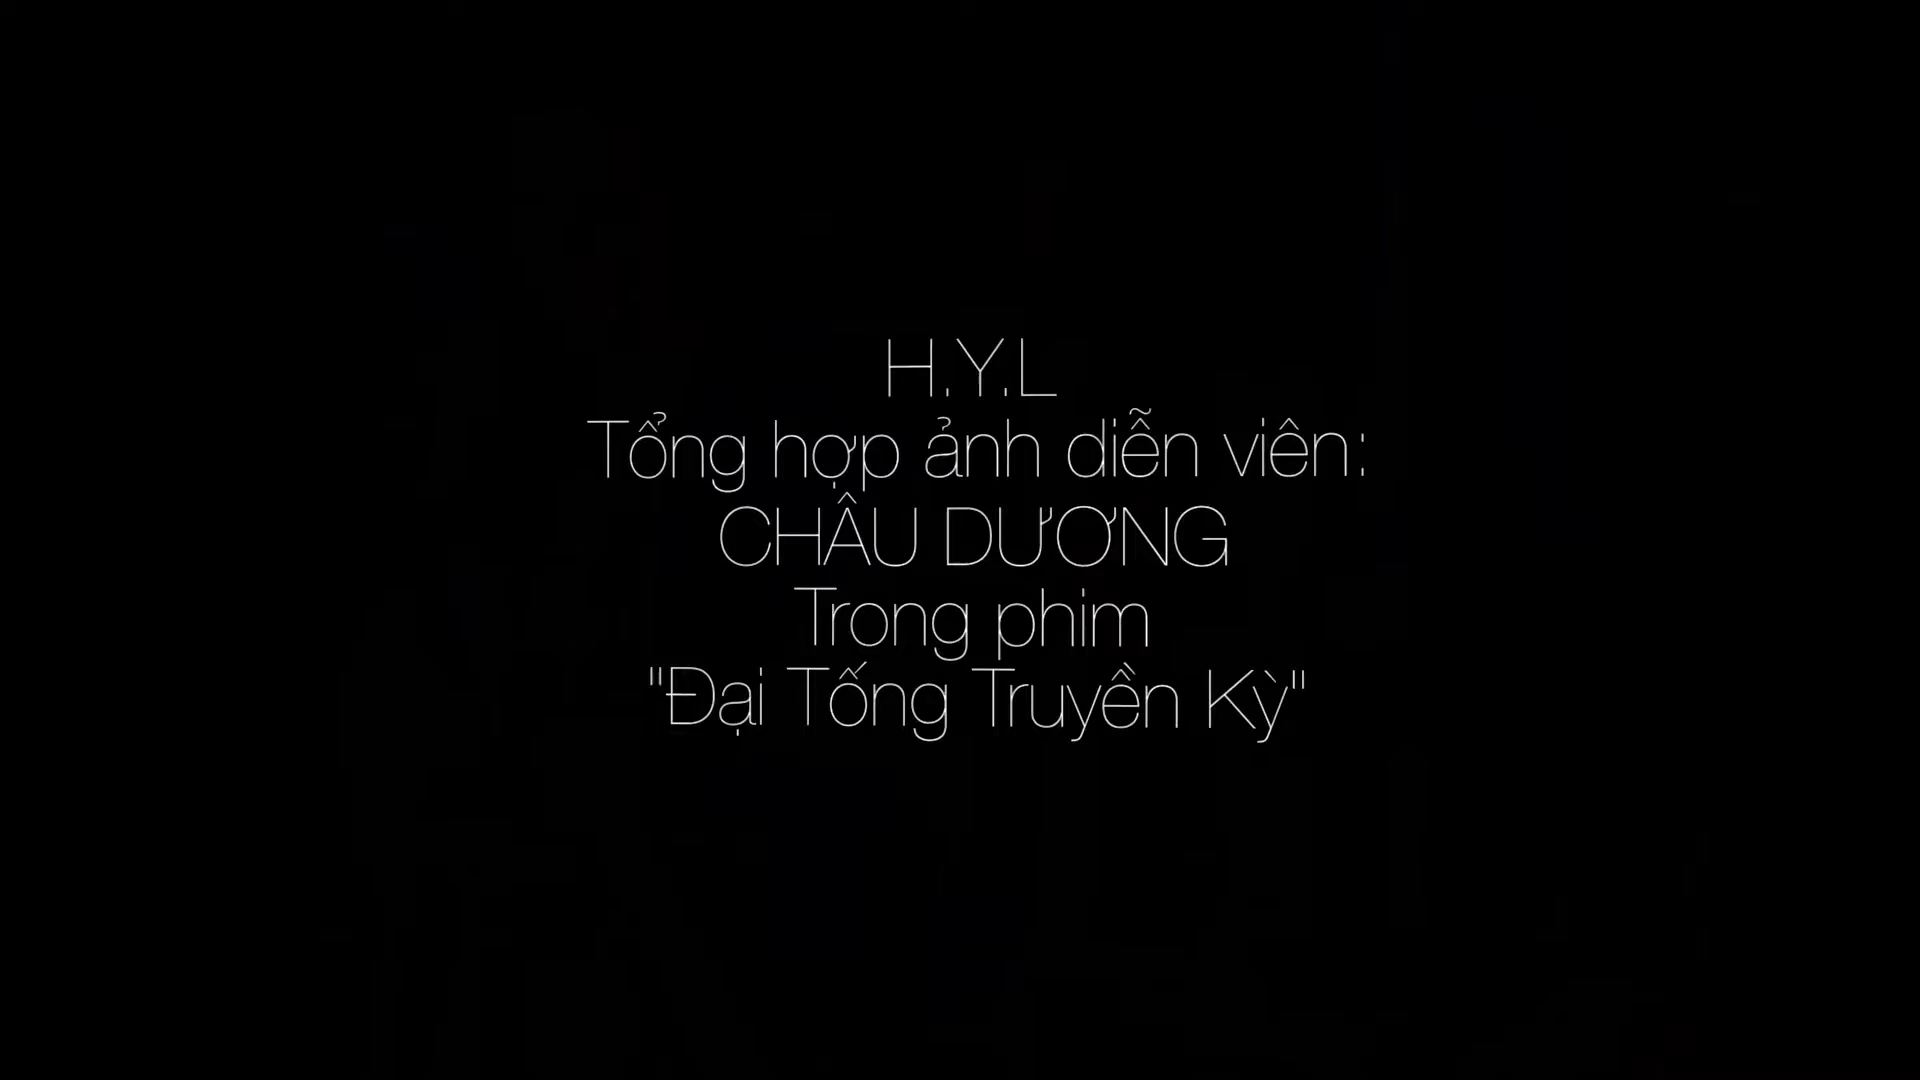 H.Y.L
Tổng hợp ảnh diễn viên:
CHÂU DƯƠNG
Trong phim
"Đại Tống Truyền Kỳ"